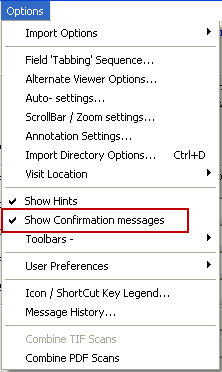 Options
Import Options
Field 'Tabbing' Sequence...
Alternate Viewer Options...
Auto- settings...
ScrollBar / Zoom settings...
Annotation Settings...
Import Directory Options... Ctrl+D
Visit Location
Show Hints
Show Confirmation messages
Toolbars -
User Preferences
Icon / ShortCut Key Legend...
Message History...
Combine TIF Scans
Combine PDF Scans